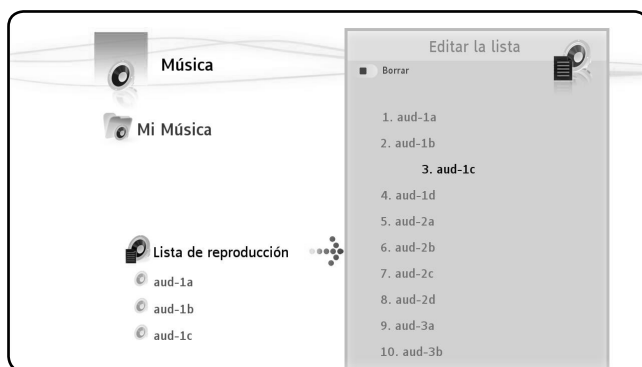 Música
Mi Música
Lista de reproducción
aud-1a
aud-1b
aud-1c
Editar la lista
Borrar
1. aud-1a
2. aud-1b
3. aud-1c
4. aud-1d
5. aud-2a
6. aud-2b
7. aud-2c
8. aud-2d
9. aud-3a
10. aud-3b